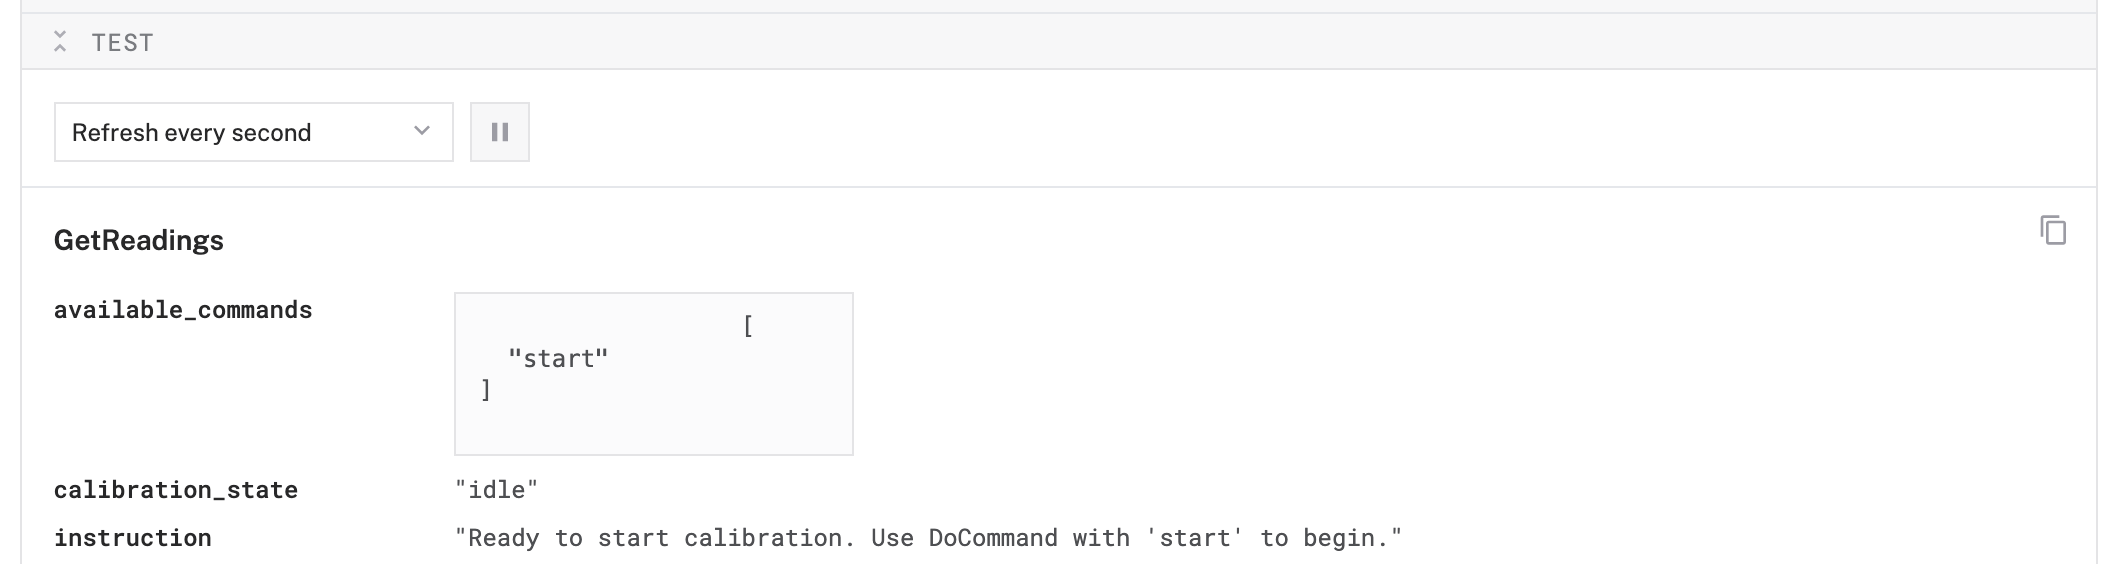 TEST
Refresh every second
GetReadings
available_commands
[
"start"
]
calibration_state "idle"
instruction "Ready to start calibration. Use DoCommand with 'start' to begin."